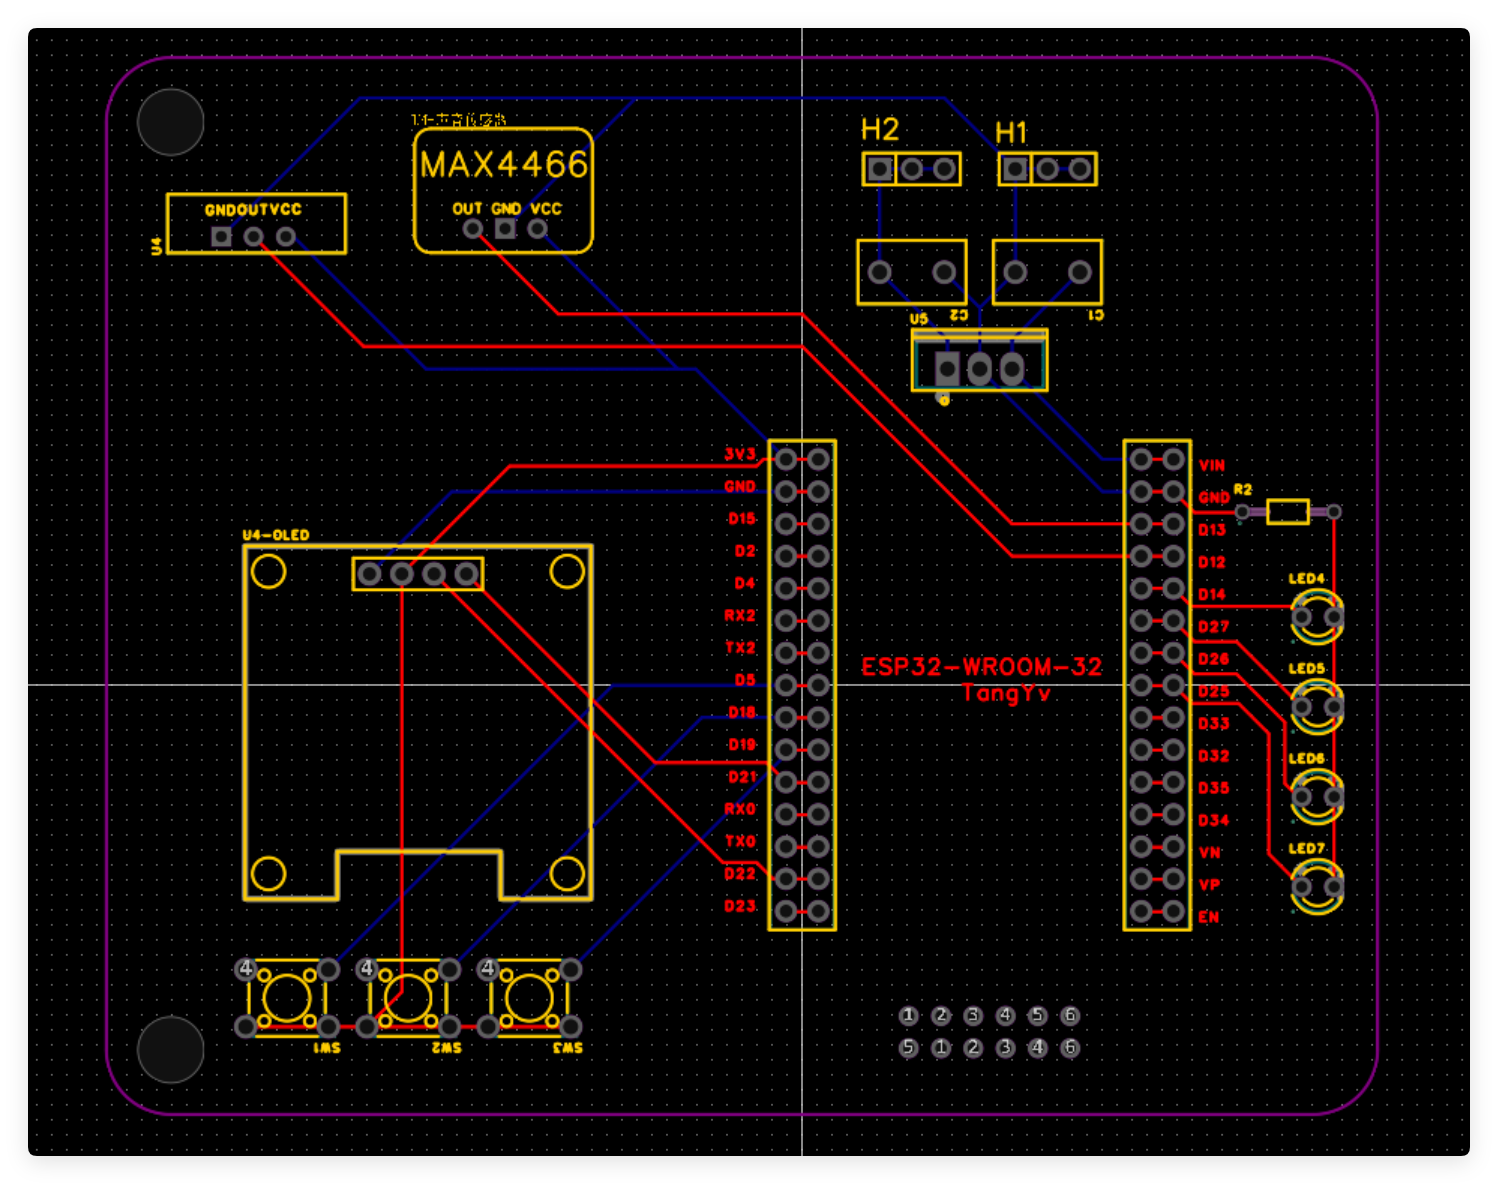 H2
H1
MAX4466
GNDOUTVCC
OUT GND VCC
U4
U5
C2
C1
3V3
GND
D15
D2
D4
RX2
TX2
D5
D18
D19
D21
RX0
TX0
D22
D23
VIN
GND
D13
D12
D14
D27
D26
D25
D33
D32
D35
D34
VN
VP
EN
R2
LED4
LED5
LED6
LED7
ESP32-WROOM-32
TangYv
U4-OLED
4
4
4
SW1
SW2
SW3
1 2 3 4 5 6
5 1 2 3 4 6